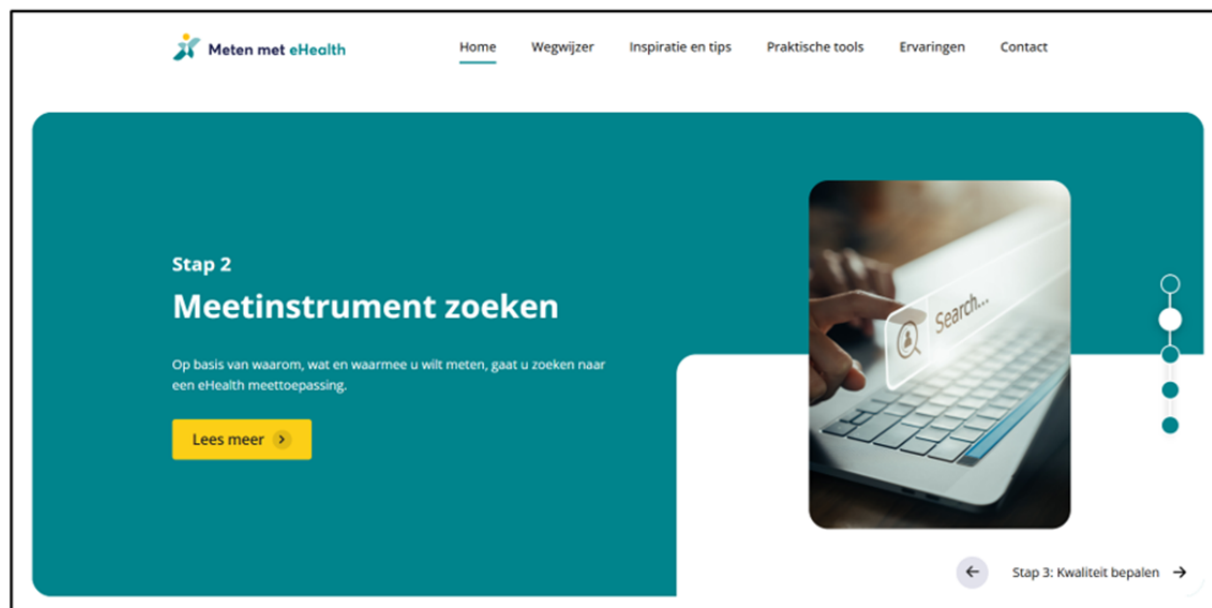 Meten met eHealth
Home Wegwijzer Inspiratie en tips Praktische tools Ervaringen Contact
Stap 2
Meetinstrument zoeken
Op basis van waarom, wat en waarmee u wilt meten, gaat u zoeken naar
een eHealth meettoepassing.
Lees meer
Search...
Stap 3: Kwaliteit bepalen